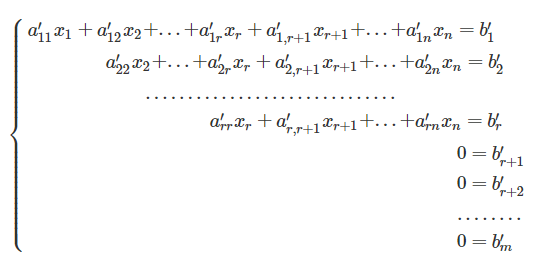 a′₁₁x₁ + a′₁₂x₂+...+a′₁ᵣxᵣ + a′₁,ᵣ₊₁xᵣ₊₁+...+a′₁ₙxₙ = b′₁
a′₂₂x₂+...+a′₂ᵣxᵣ + a′₂,ᵣ₊₁xᵣ₊₁+...+a′₂ₙxₙ = b′₂
..............................
a′ᵣᵣxᵣ + a′ᵣ,ᵣ₊₁xᵣ₊₁+...+a′ᵣₙxₙ = b′ᵣ
0 = b′ᵣ₊₁
0 = b′ᵣ₊₂
........
0 = b′ₘ